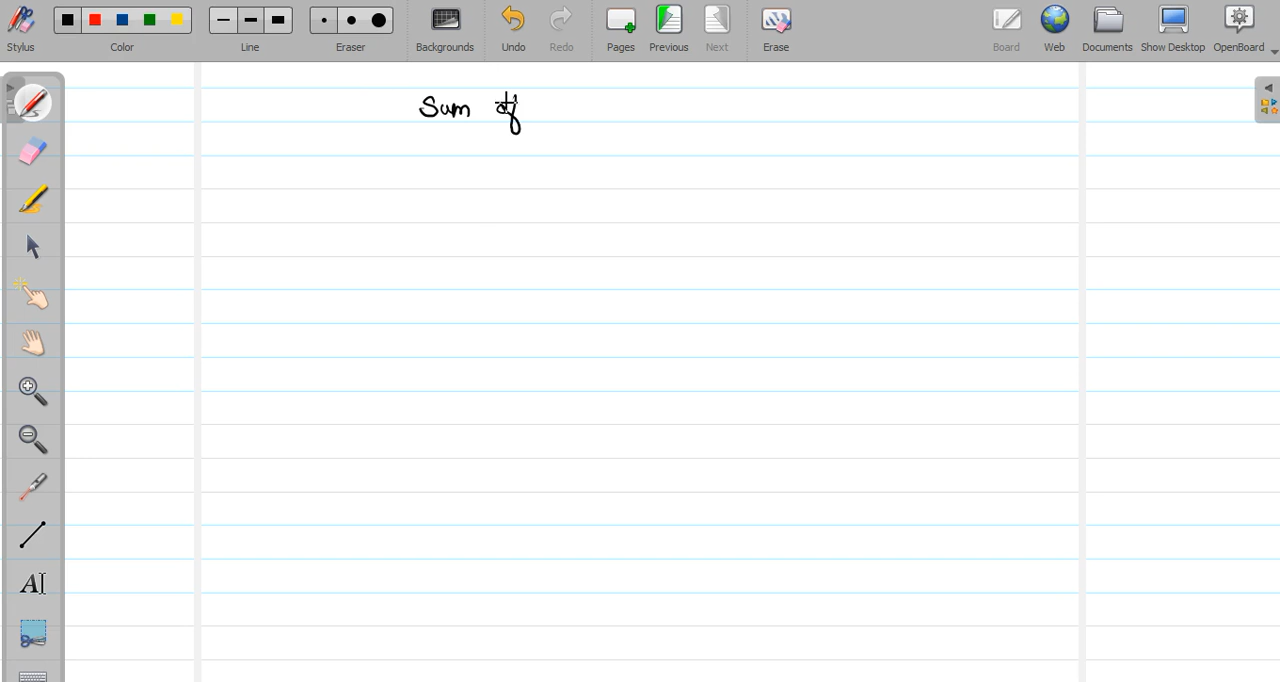 Stylus
Color
Line
Eraser
Backgrounds
Undo
Redo
Pages
Previous
Next
Erase
Board
Web
Documents
Show Desktop
OpenBoard
Sum of
A